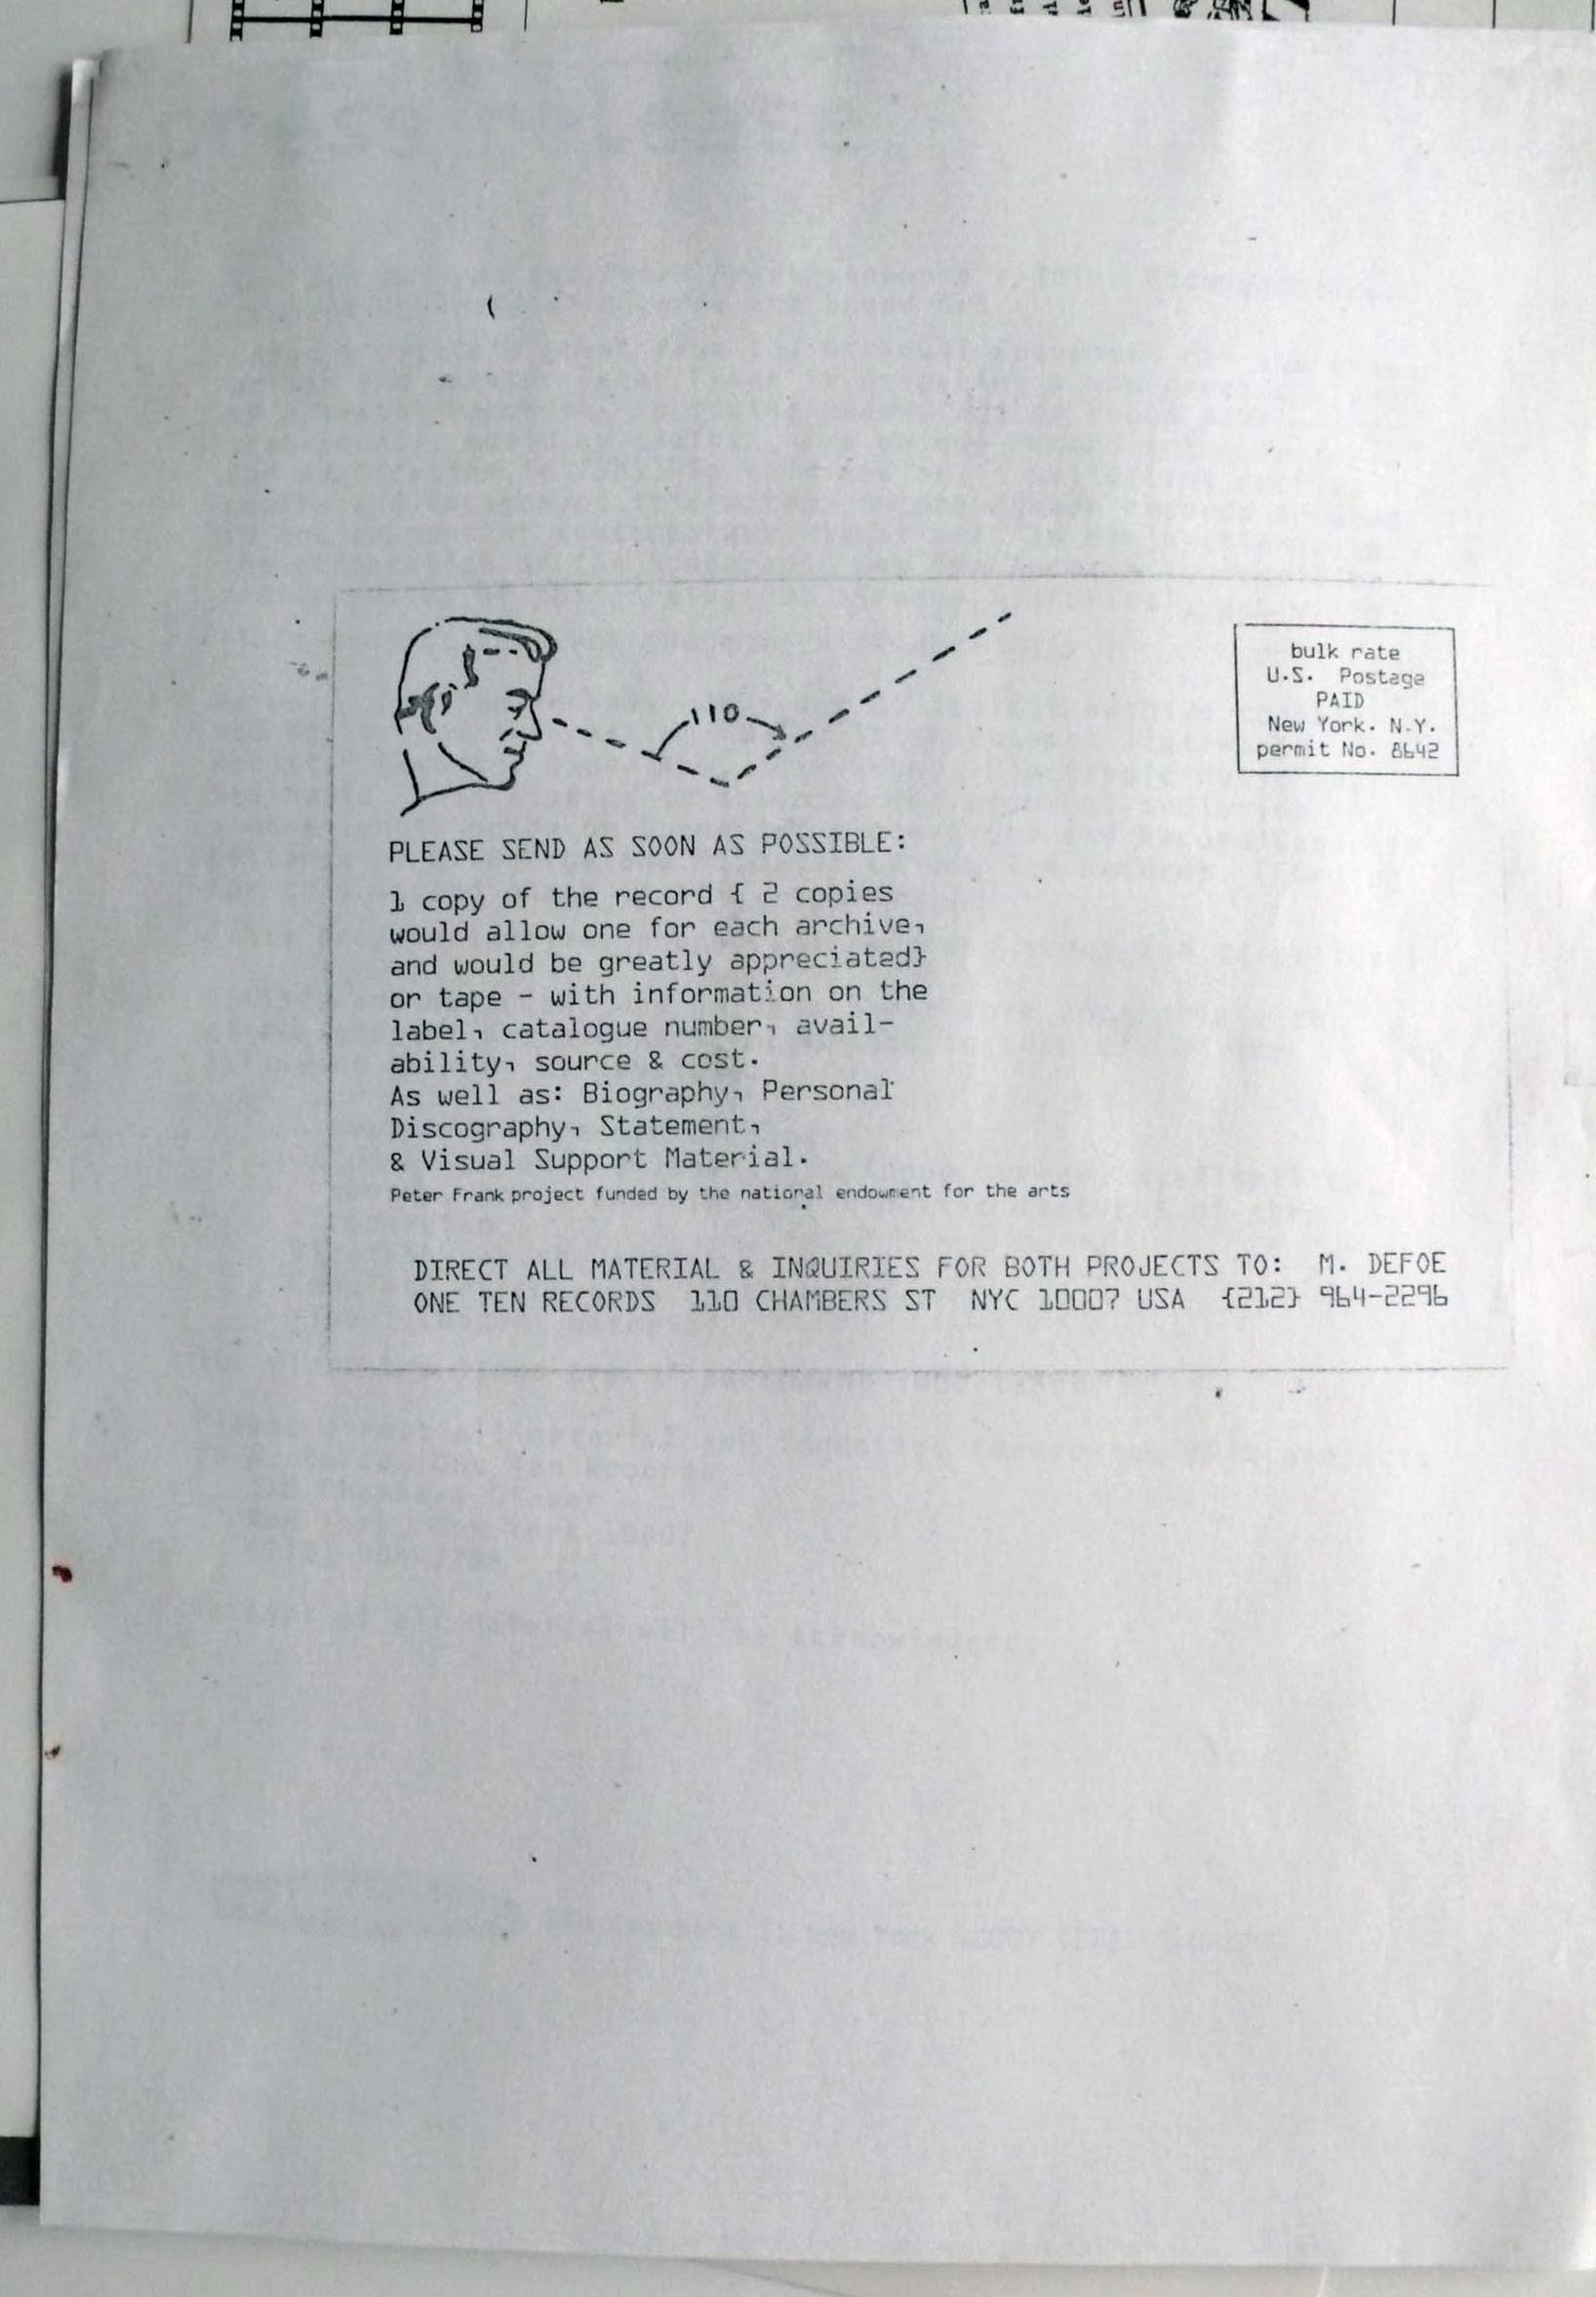 110
bulk rate
U.S. Postage
PAID
New York. N.Y.
permit No. 8642
PLEASE SEND AS SOON AS POSSIBLE:
1 copy of the record { 2 copies
would allow one for each archive,
and would be greatly appreciated}
or tape - with information on the
label, catalogue number, avail-
ability, source & cost.
As well as: Biography, Personal
Discography, Statement,
& Visual Support Material.
Peter Frank project funded by the national endowment for the arts
DIRECT ALL MATERIAL & INQUIRIES FOR BOTH PROJECTS TO: M. DEFOE
ONE TEN RECORDS 110 CHAMBERS ST NYC 10007 USA {212} 964-2296